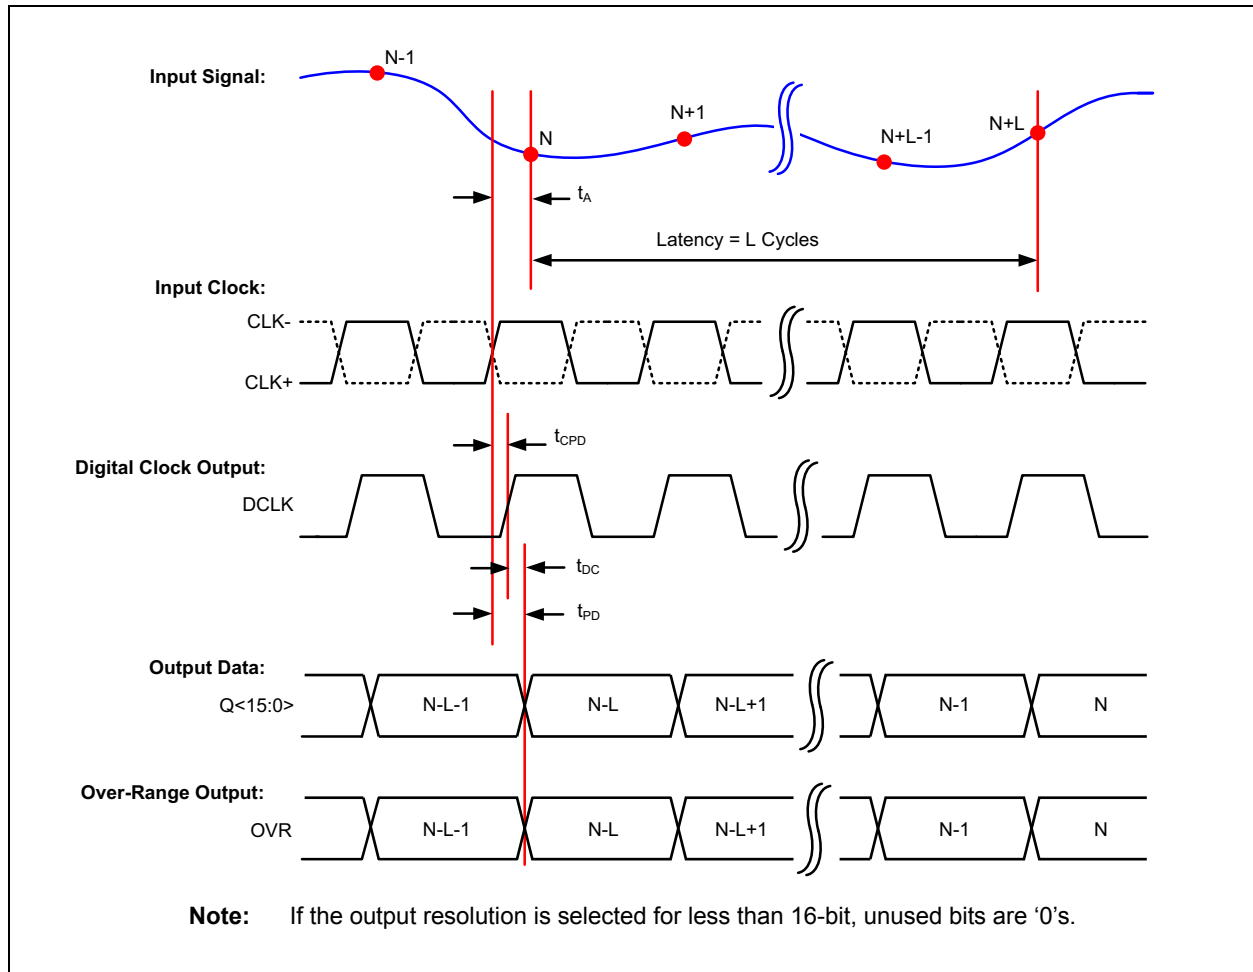 N-1
Input Signal:
N+1
N+L
N
N+L-1
tA
Latency = L Cycles
Input Clock:
CLK-
CLK+
tCPD
Digital Clock Output:
DCLK
tDC
tPD
Output Data:
Q<15:0>
N-L-1
N-L
N-L+1
N-1
N
Over-Range Output:
OVR
N-L-1
N-L
N-L+1
N-1
N
Note: If the output resolution is selected for less than 16-bit, unused bits are ‘0’s.